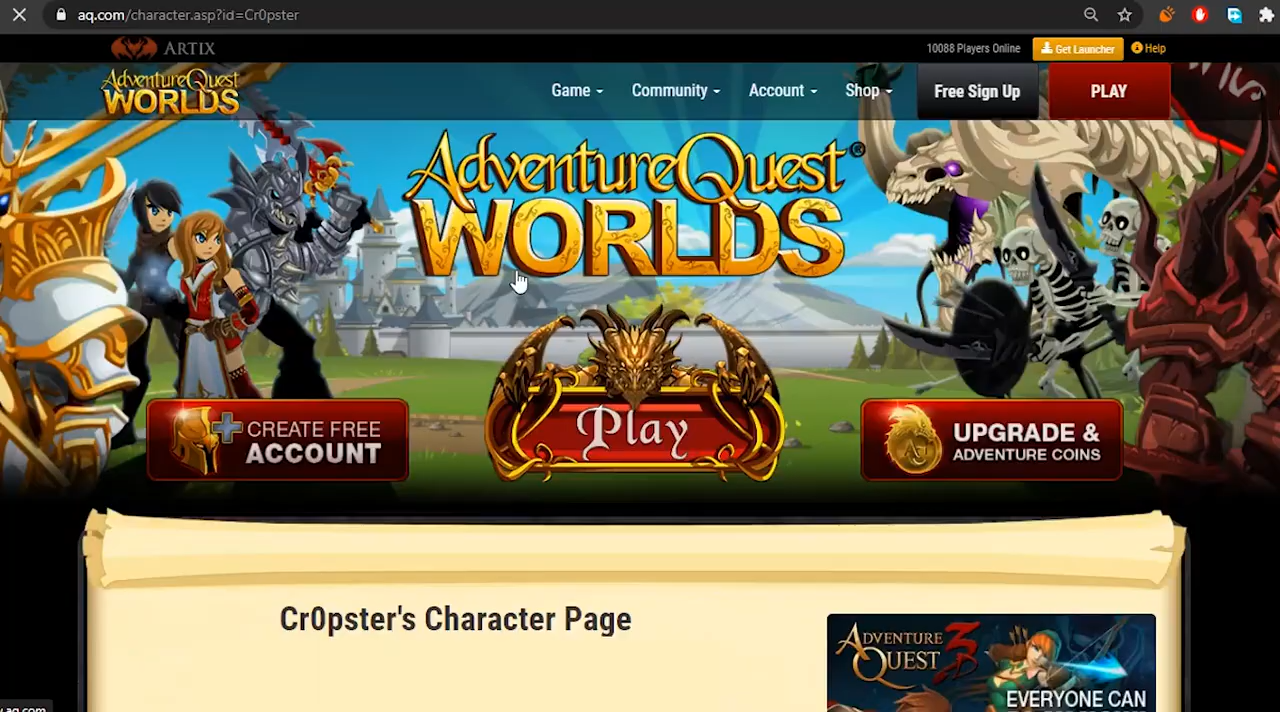 aq.com/character.asp?id=Cr0pster
ARTIX
10088 Players Online
Get Launcher
Help
AdventureQuest
WORLDS
Game
Community
Account
Shop
Free Sign Up
PLAY
AdventureQuest®
WORLDS
CREATE FREE
ACCOUNT
Play
UPGRADE &
ADVENTURE COINS
Cr0pster's Character Page
ADVENTURE
QUEST 3D
EVERYONE CAN